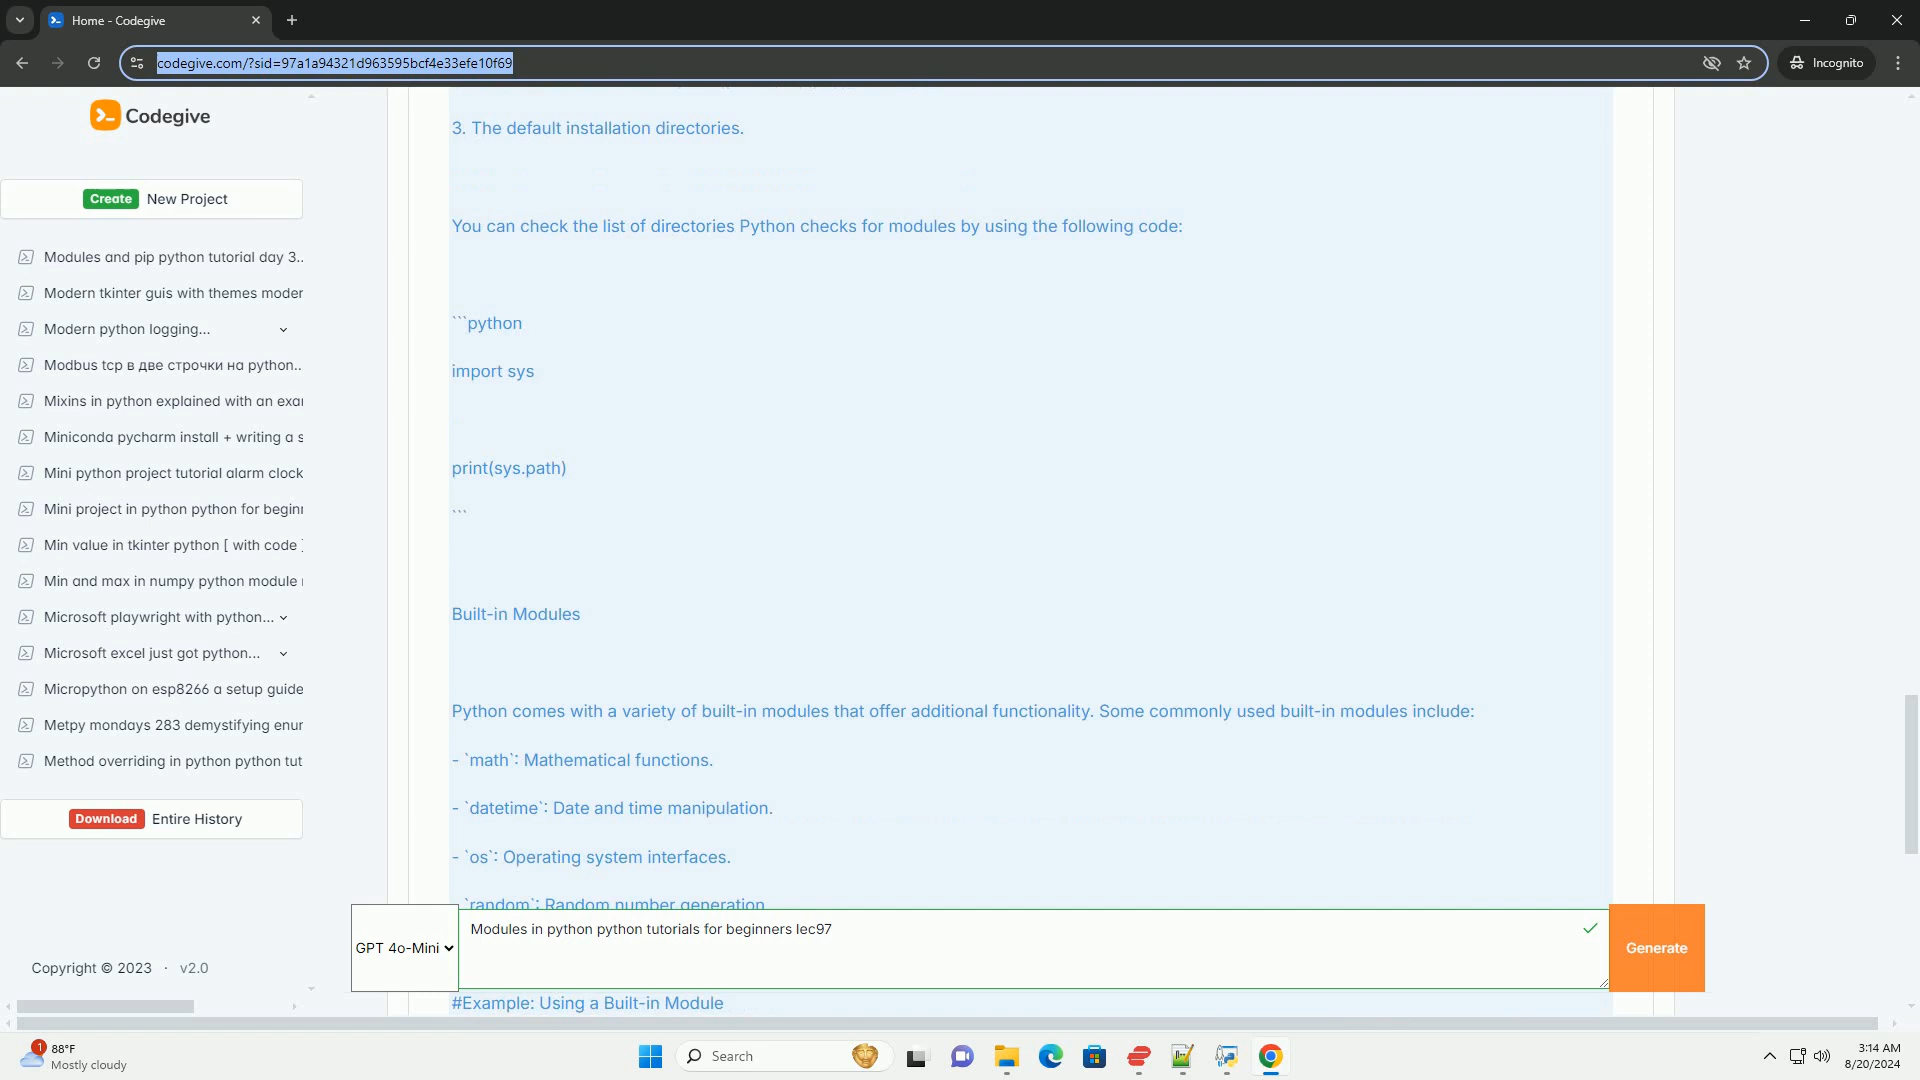 Home - Codegive
codegive.com/?sid=97a1a94321d963595bcf4e33efe10f69
Incognito
Codegive
Create New Project
Modules and pip python tutorial day 3..
Modern tkinter guis with themes moder
Modern python logging...
Modbus tcp в две строчки на python..
Mixins in python explained with an exa
Miniconda pycharm install + writing a s
Mini python project tutorial alarm clock
Mini project in python python for begin
Min value in tkinter python [ with code ]
Min and max in numpy python module
Microsoft playwright with python...
Microsoft excel just got python...
Micropython on esp8266 a setup guide
Metpy mondays 283 demystifying enu
Method overriding in python python tut
Download Entire History
Copyright © 2023 · v2.0
3. The default installation directories.
You can check the list of directories Python checks for modules by using the following code:
```python
import sys
print(sys.path)
```
Built-in Modules
Python comes with a variety of built-in modules that offer additional functionality. Some commonly used built-in modules include:
- `math`: Mathematical functions.
- `datetime`: Date and time manipulation.
- `os`: Operating system interfaces.
- `random`: Random number generation
GPT 4o-Mini
Modules in python python tutorials for beginners lec97
Generate
#Example: Using a Built-in Module
1
88°F
Mostly cloudy
Search
3:14 AM
8/20/2024